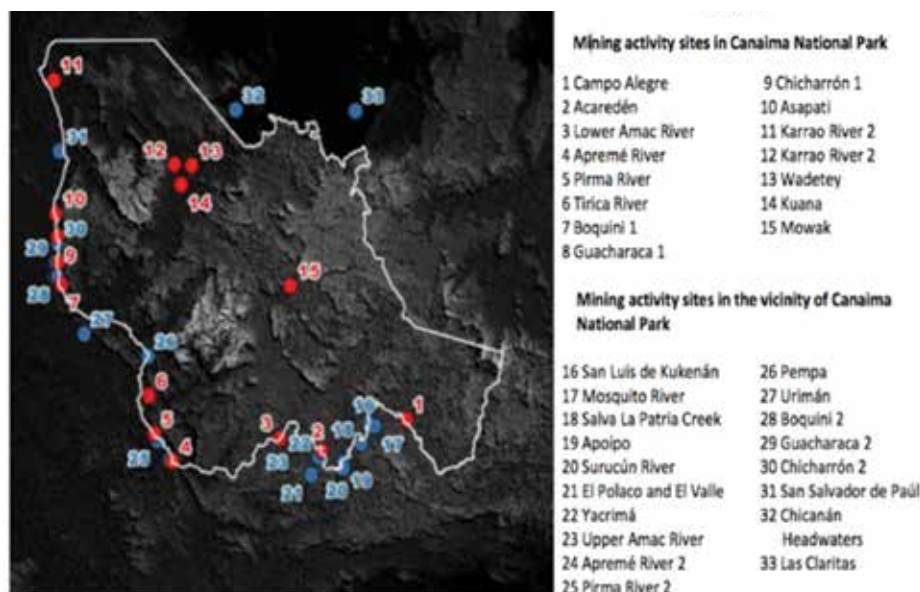 11
32
33
31
12
13
14
10
30
29
9
28
7
15
27
26
6
1
5
3
2
18
17
22
25
4
23
21
20
19
Mining activity sites in Canaima National Park
1 Campo Alegre
2 Acaredén
3 Lower Amac River
4 Apremé River
5 Pirma River
6 Tirica River
7 Boquini 1
8 Guacharaca 1
9 Chicharrón 1
10 Asapati
11 Karrao River 2
12 Karrao River 2
13 Wadetey
14 Kuana
15 Mowak
Mining activity sites in the vicinity of Canaima
National Park
16 San Luis de Kukenán
17 Mosquito River
18 Salva La Patria Creek
19 Apoipo
20 Surucún River
21 El Polaco and El Valle
22 Yacrimá
23 Upper Amac River
24 Apremé River 2
25 Pirma River 2
26 Pempa
27 Urimán
28 Boquini 2
29 Guacharaca 2
30 Chicharrón 2
31 San Salvador de Paúl
32 Chicanán
Headwaters
33 Las Claritas